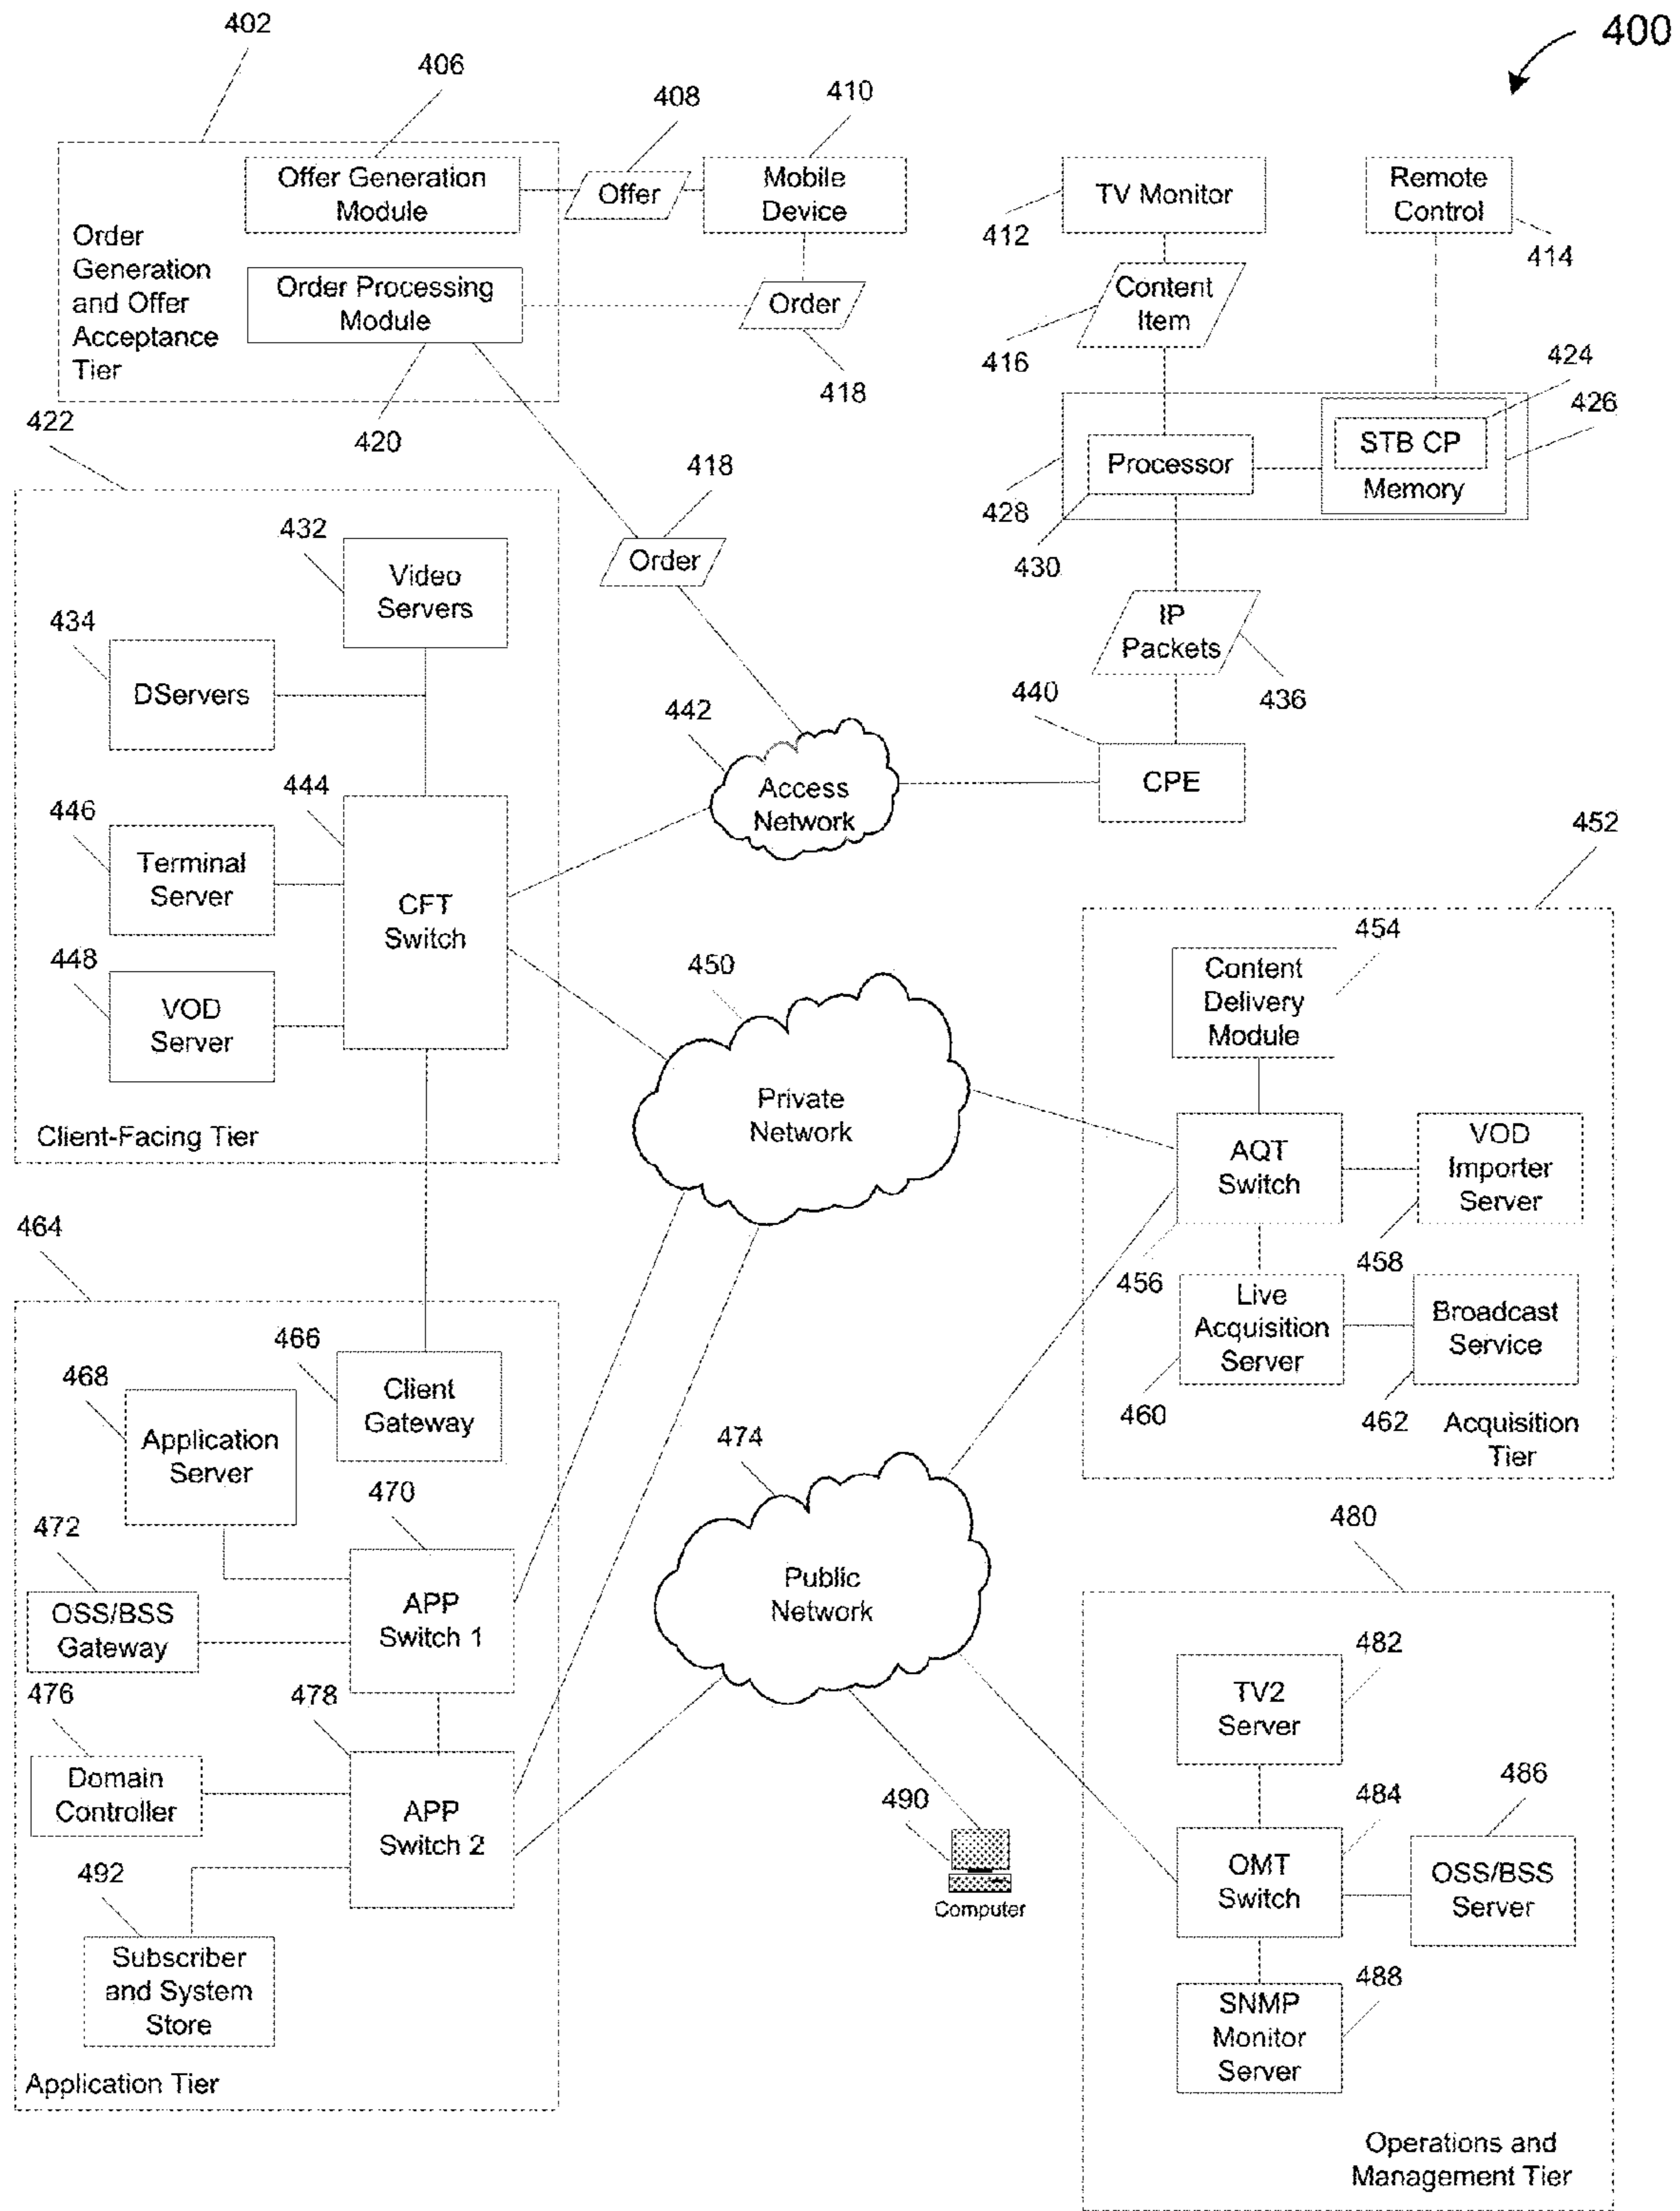 400
402
406
408
410
Offer Generation
Module
Offer
Mobile
Device
TV Monitor
Remote
Control
412
414
Order
Generation
and Offer
Acceptance
Tier
Order Processing
Module
Order
Content
Item
416
418
424
426
420
422
STB CP
Memory
Processor
428
430
418
Order
432
Video
Servers
434
DServers
IP
Packets
436
440
442
Access
Network
CPE
444
446
Terminal
Server
CFT
Switch
448
VOD
Server
Client-Facing Tier
450
Private
Network
452
454
Content
Delivery
Module
AQT
Switch
VOD
Importer
Server
456
458
Live
Acquisition
Server
Broadcast
Service
460
462
Acquisition
Tier
464
466
Client
Gateway
468
Application
Server
470
472
OSS/BSS
Gateway
APP
Switch 1
474
Public
Network
476
478
Domain
Controller
APP
Switch 2
492
Subscriber
and System
Store
Application Tier
490
Computer
480
482
TV2
Server
484
486
OMT
Switch
OSS/BSS
Server
488
SNMP
Monitor
Server
Operations and
Management Tier